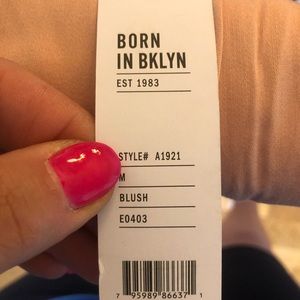 BORN
IN BKLYN
EST 1983
STYLE# A1921
M
BLUSH
E0403
7 95989 86637 1